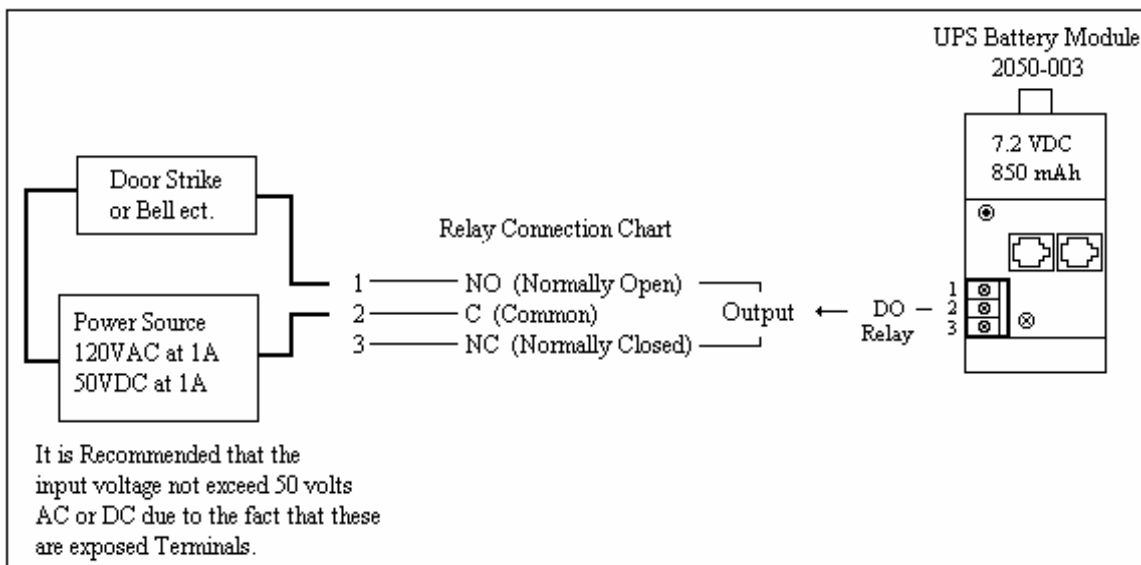 UPS Battery Module
2050-003
7.2 VDC
850 mAh
Door Strike
or Bell ect.
Relay Connection Chart
1 NO (Normally Open)
2 C (Common)
3 NC (Normally Closed)
Output
DO
Relay
1
2
3
Power Source
120VAC at 1A
50VDC at 1A
It is Recommended that the
input voltage not exceed 50 volts
AC or DC due to the fact that these
are exposed Terminals.